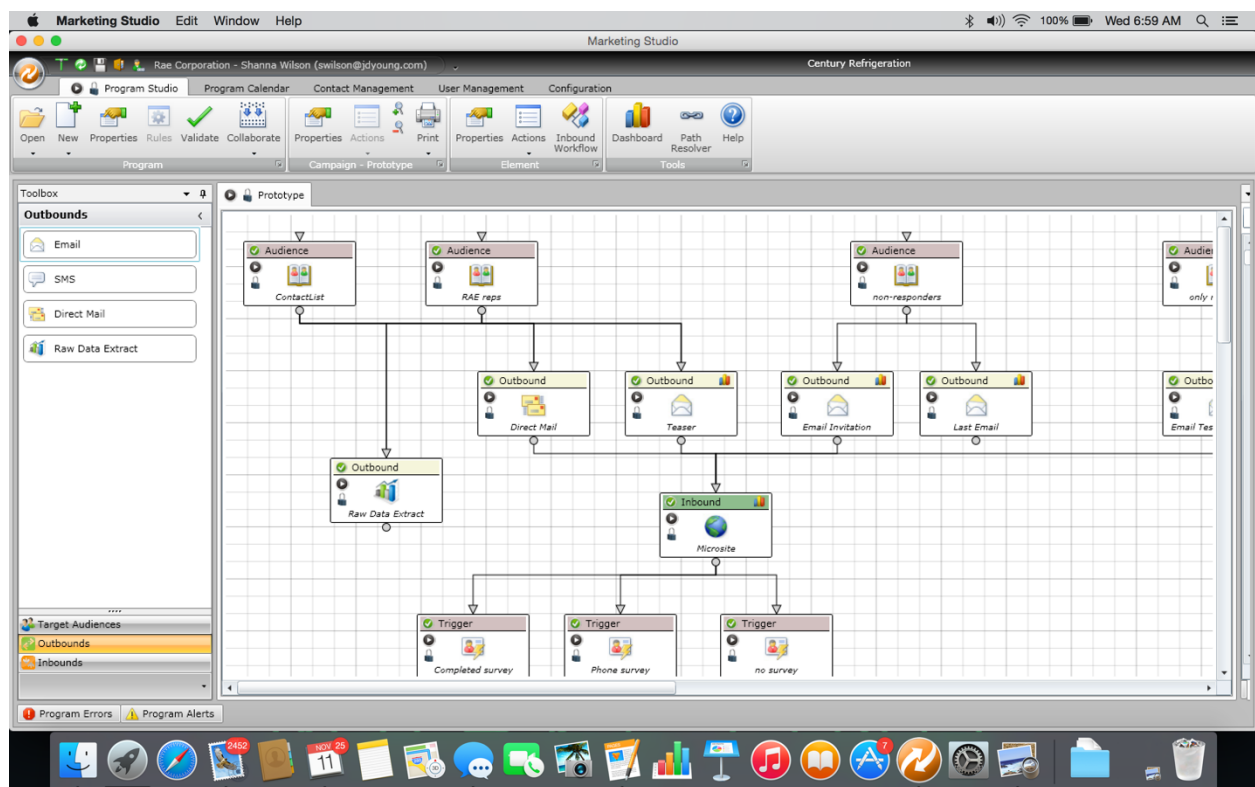 Marketing Studio Edit Window Help 100% Wed 6:59 AM
Marketing Studio
Rae Corporation - Shanna Wilson (swilson@jdyoung.com) Century Refrigeration
Program Studio Program Calendar Contact Management User Management Configuration
Open New Properties Rules Validate Collaborate Properties Actions Print Properties Actions Inbound Workflow Dashboard Path Resolver Help
Program Campaign - Prototype Element Tools
Toolbox
Outbounds
Email
SMS
Direct Mail
Raw Data Extract
Target Audiences
Outbounds
Inbounds
Prototype
Audience Audience Audience Audie
ContactList RAE reps non-responders only r
Outbound Outbound Outbound Outbound Outbo
Direct Mail Teaser Email Invitation Last Email Email Tes
Outbound
Raw Data Extract
Inbound
Microsite
Trigger Trigger Trigger
Completed survey Phone survey no survey
Program Errors Program Alerts
2452 NOV 25 11 7